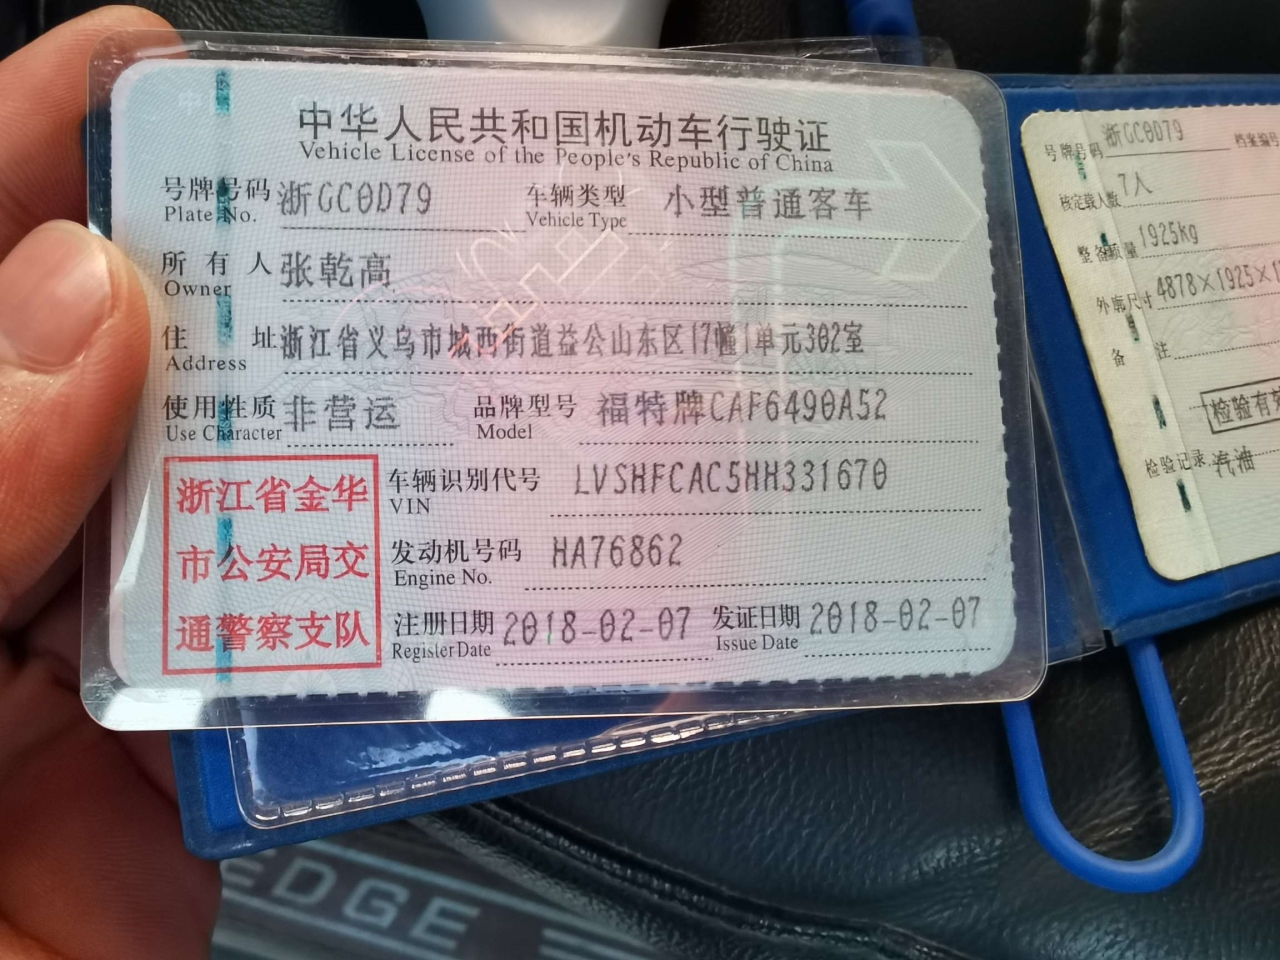 中华人民共和国机动车行驶证
Vehicle License of the People's Republic of China
号牌号码 浙GC0D79 车辆类型 小型普通客车
Plate No. Vehicle Type
所有人 张乾高
Owner
住址 浙江省义乌市城西街道益公山东区17幢1单元302室
Address
使用性质 非营运 品牌型号 福特牌CAF6490A52
Use Character Model
浙江省金华
市公安局交
通警察支队
车辆识别代号 LVSHFCAC5HH331670
VIN
发动机号码 HA76862
Engine No.
注册日期 2018-02-07 发证日期 2018-02-07
Register Date Issue Date
号牌号码 浙GC0D79 档案编号
核定载人数 7人
整备质量 1925kg
外廓尺寸 4878×1925×1
备注
检验有
检验记录 汽油
EDGE